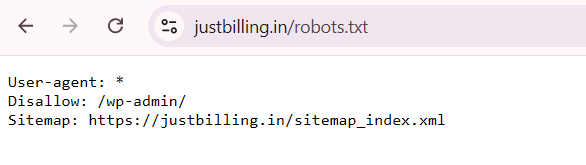 justbilling.in/robots.txt
User-agent: *
Disallow: /wp-admin/
Sitemap: https://justbilling.in/sitemap_index.xml